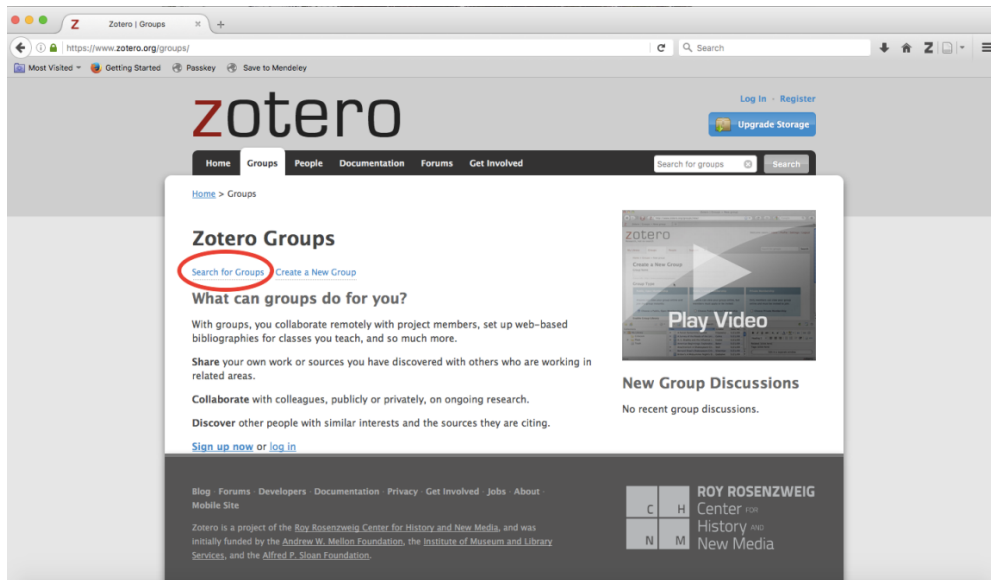 Zotero | Groups
https://www.zotero.org/groups/
Search
Most Visited
Getting Started
Passkey
Save to Mendeley
zotero
Log In · Register
Upgrade Storage
Home Groups People Documentation Forums Get Involved
Search for groups
Search
Home > Groups
Zotero Groups
Search for Groups Create a New Group
What can groups do for you?
With groups, you collaborate remotely with project members, set up web-based
bibliographies for classes you teach, and so much more.
Share your own work or sources you have discovered with others who are working in
related areas.
Collaborate with colleagues, publicly or privately, on ongoing research.
Discover other people with similar interests and the sources they are citing.
Sign up now or log in
zotero
Create a New Group
Play Video
New Group Discussions
No recent group discussions.
Blog · Forums · Developers · Documentation · Privacy · Get Involved · Jobs · About ·
Mobile Site
Zotero is a project of the Roy Rosenzweig Center for History and New Media, and was
initially funded by the Andrew W. Mellon Foundation, the Institute of Museum and Library
Services, and the Alfred P. Sloan Foundation.
C H
N M
ROY ROSENZWEIG
Center FOR
History AND
New Media